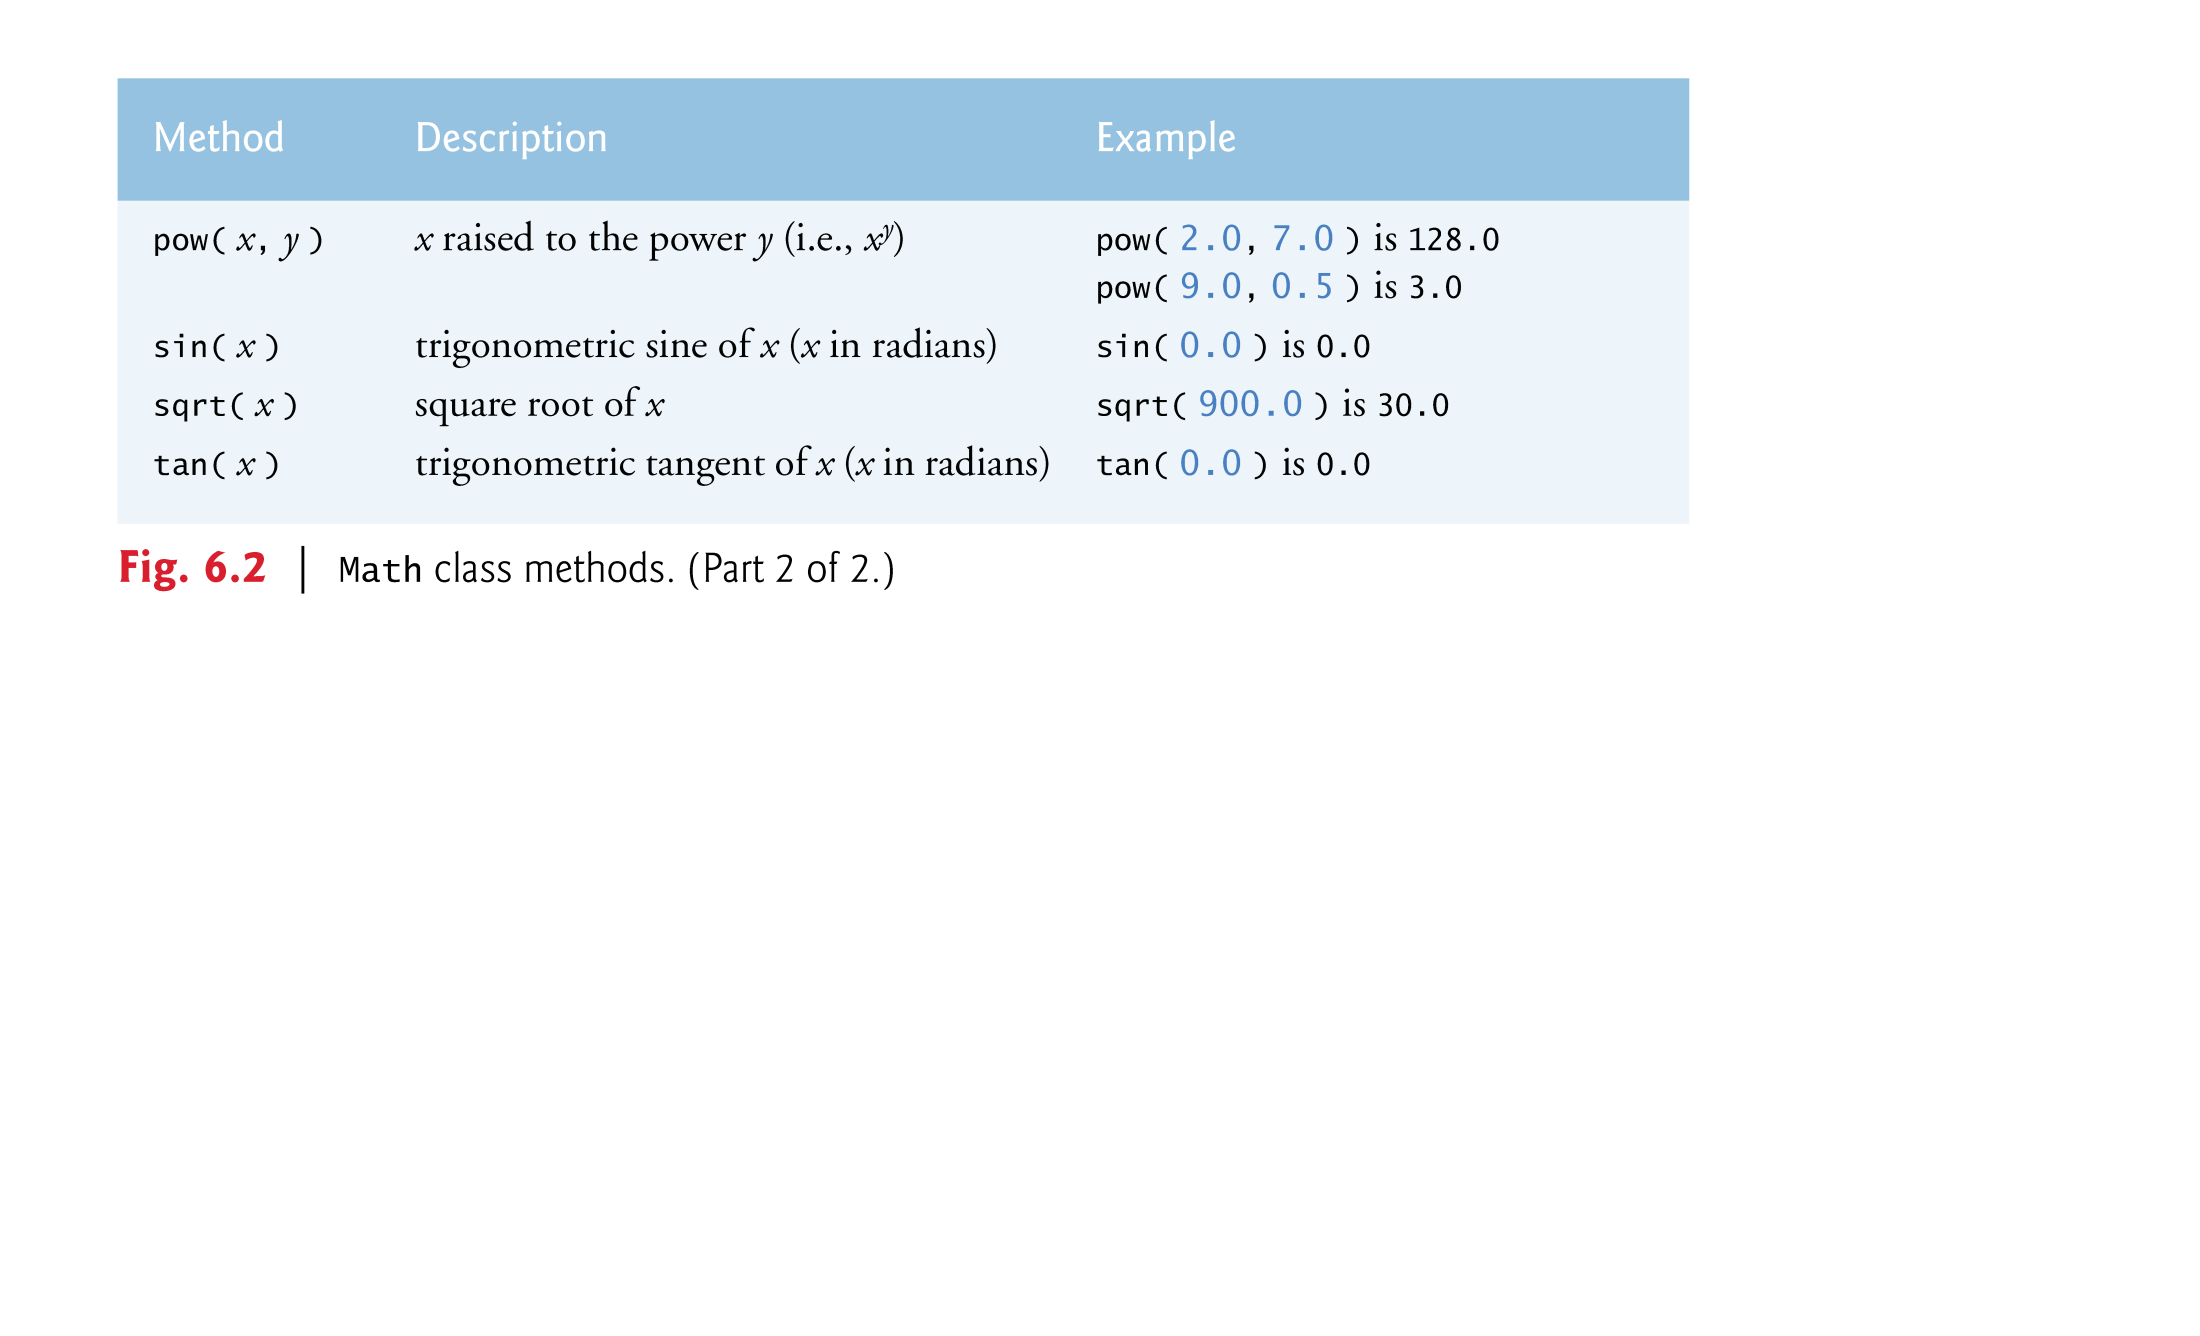 Method Description Example
pow( x, y ) x raised to the power y (i.e., xʸ) pow( 2.0, 7.0 ) is 128.0
pow( 9.0, 0.5 ) is 3.0
sin( x ) trigonometric sine of x (x in radians) sin( 0.0 ) is 0.0
sqrt( x ) square root of x sqrt( 900.0 ) is 30.0
tan( x ) trigonometric tangent of x (x in radians) tan( 0.0 ) is 0.0
Fig. 6.2 | Math class methods. (Part 2 of 2.)